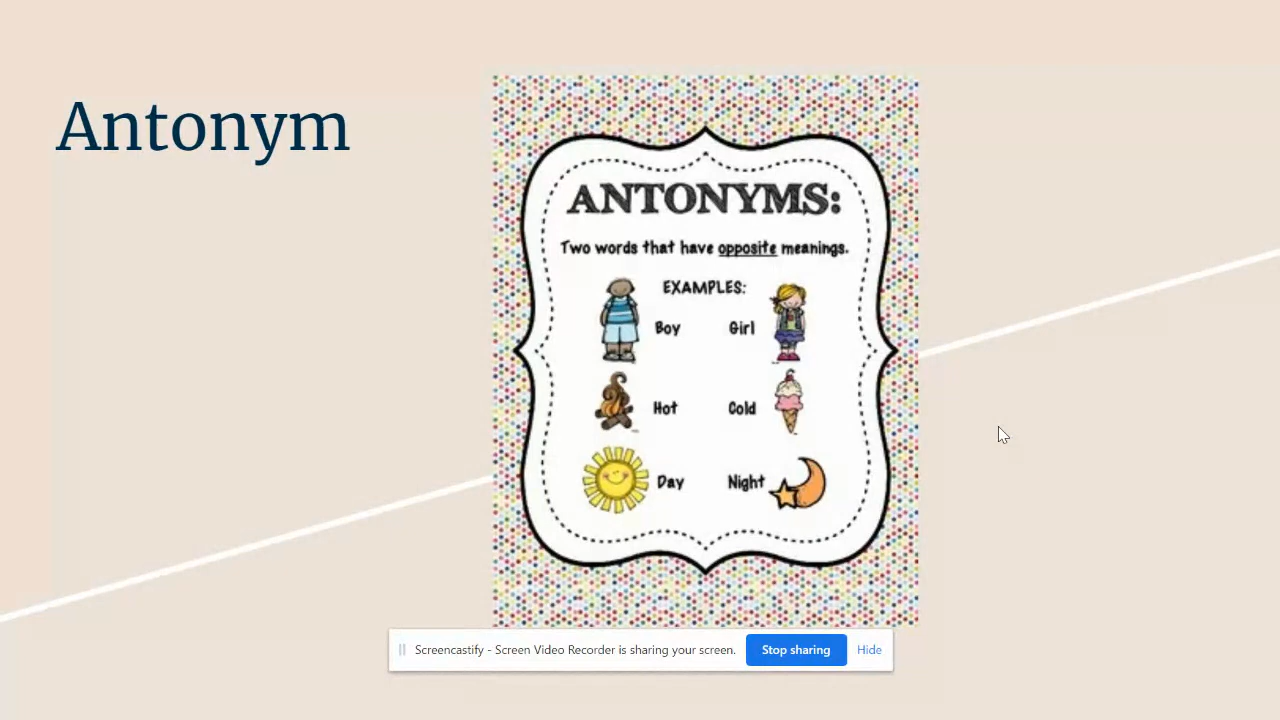 Antonym
ANTONYMS:
Two words that have opposite meanings.
EXAMPLES:
Boy Girl
Hot Cold
Day Night
Screencastify - Screen Video Recorder is sharing your screen. Stop sharing Hide